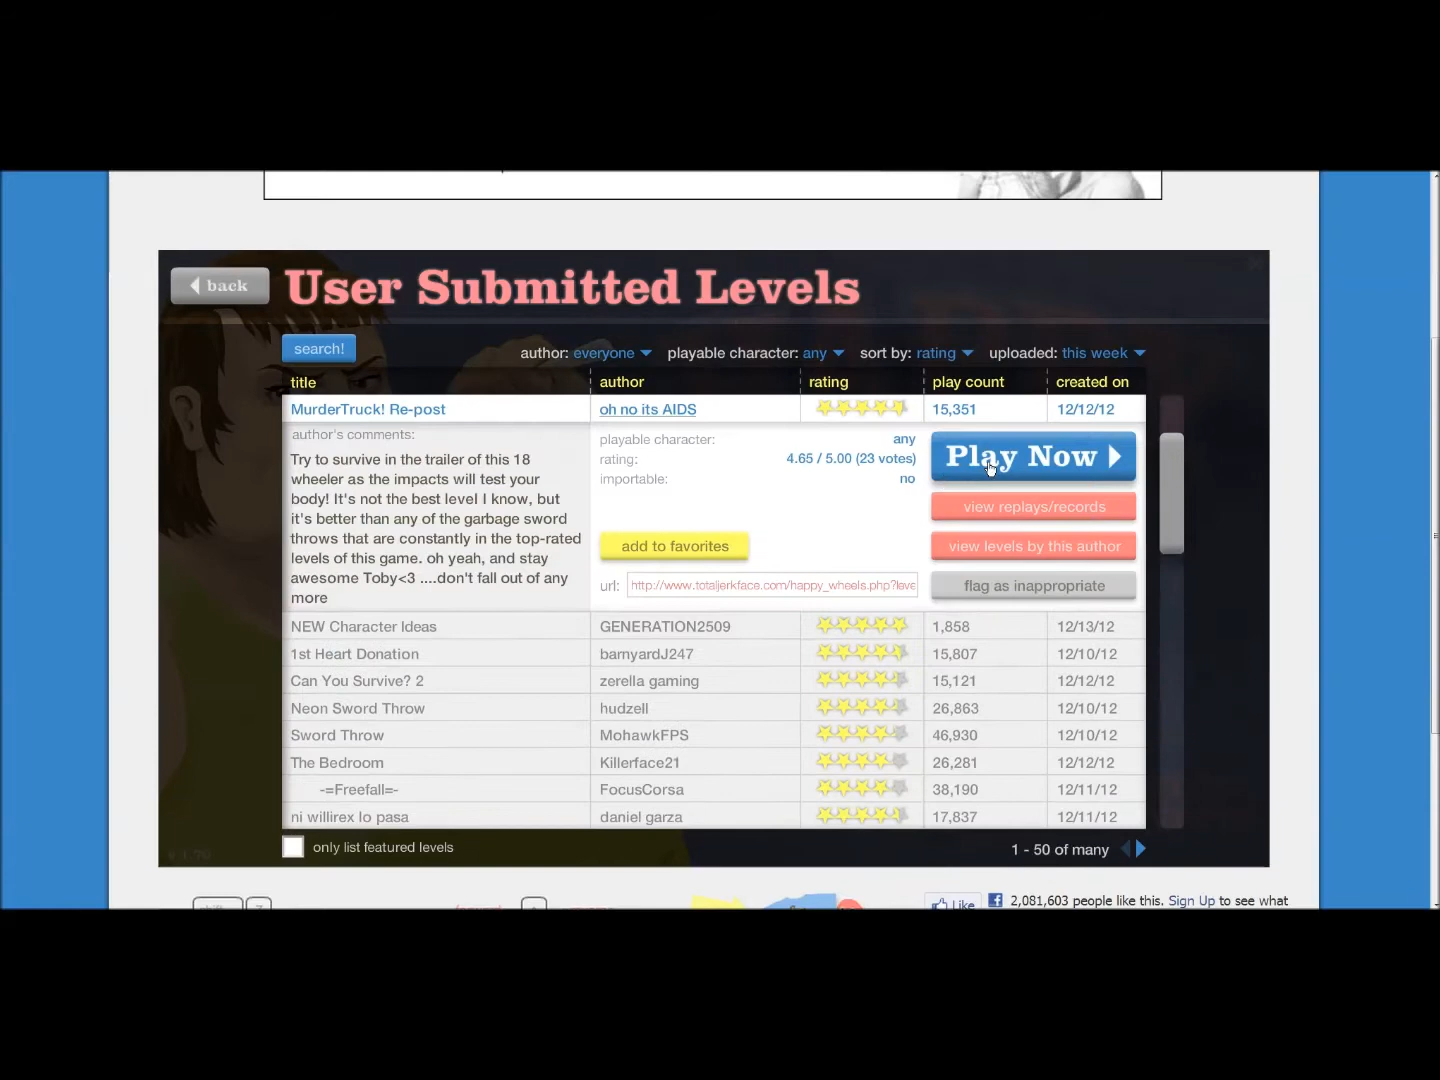 back
User Submitted Levels
search!
author: everyone playable character: any sort by: rating uploaded: this week
title author rating play count created on
MurderTruck! Re-post oh no its AIDS 15,351 12/12/12
author's comments:
Try to survive in the trailer of this 18
wheeler as the impacts will test your
body! It's not the best level I know, but
it's better than any of the garbage sword
throws that are constantly in the top-rated
levels of this game. oh yeah, and stay
awesome Toby<3 ....don't fall out of any
more
playable character: any
rating: 4.65 / 5.00 (23 votes)
importable: no
add to favorites
url: http://www.totaljerkface.com/happy_wheels.php?leve
Play Now
view replays/records
view levels by this author
flag as inappropriate
NEW Character Ideas GENERATION2509 1,858 12/13/12
1st Heart Donation barnyardJ247 15,807 12/10/12
Can You Survive? 2 zerella gaming 15,121 12/12/12
Neon Sword Throw hudzell 26,863 12/10/12
Sword Throw MohawkFPS 46,930 12/10/12
The Bedroom Killerface21 26,281 12/12/12
-=Freefall=- FocusCorsa 38,190 12/11/12
ni willirex lo pasa daniel garza 17,837 12/11/12
only list featured levels
1 - 50 of many
Like 2,081,603 people like this. Sign Up to see what